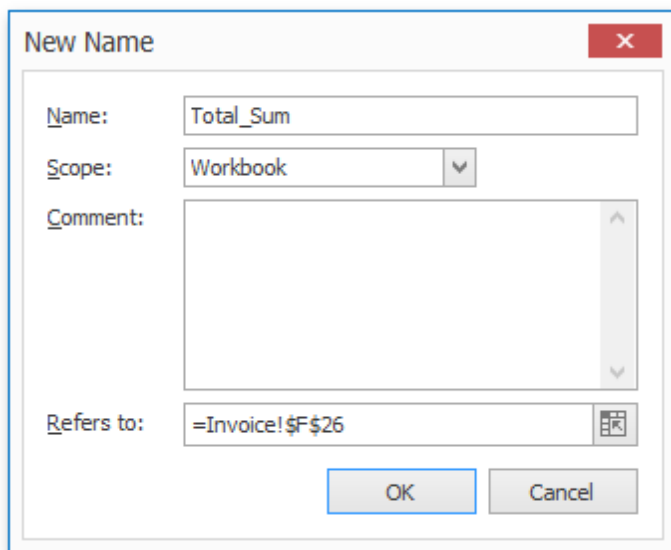 New Name
Name: Total_Sum
Scope: Workbook
Comment:
Refers to: =Invoice!$F$26
OK Cancel